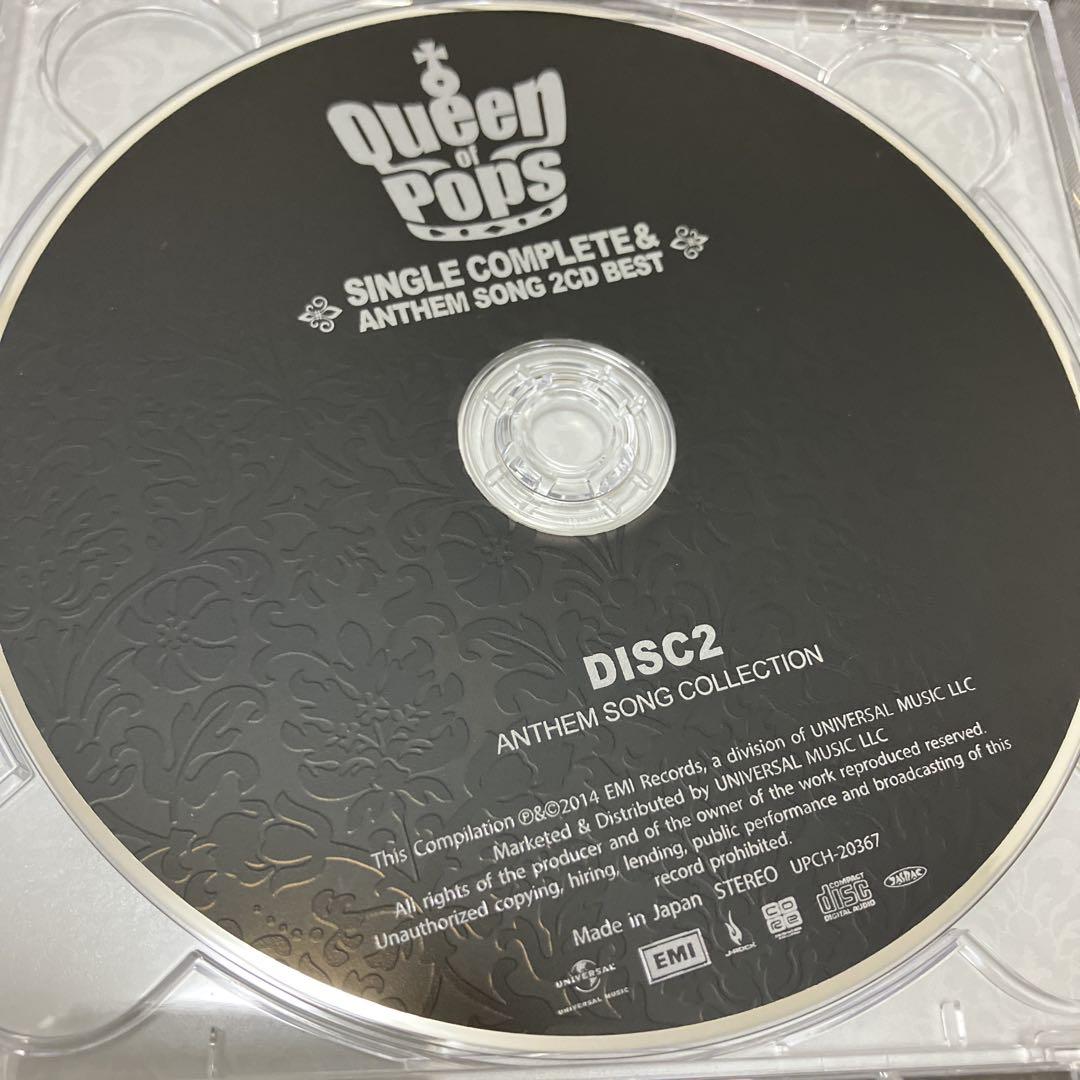 Queen
of
Pops
SINGLE COMPLETE &
ANTHEM SONG 2CD BEST
DISC2
ANTHEM SONG COLLECTION
This Compilation ℗&©2014 EMI Records, a division of UNIVERSAL MUSIC LLC
Marketed & Distributed by UNIVERSAL MUSIC LLC
All rights of the producer and of the owner of the work reproduced reserved.
Unauthorized copying, hiring, lending, public performance and broadcasting of this
record prohibited.
Made in Japan STEREO UPCH-20367
UNIVERSAL
UNIVERSAL MUSIC
EMI
J-ROCK
CORE
COMPACT
disc
DIGITAL AUDIO
JASRAC